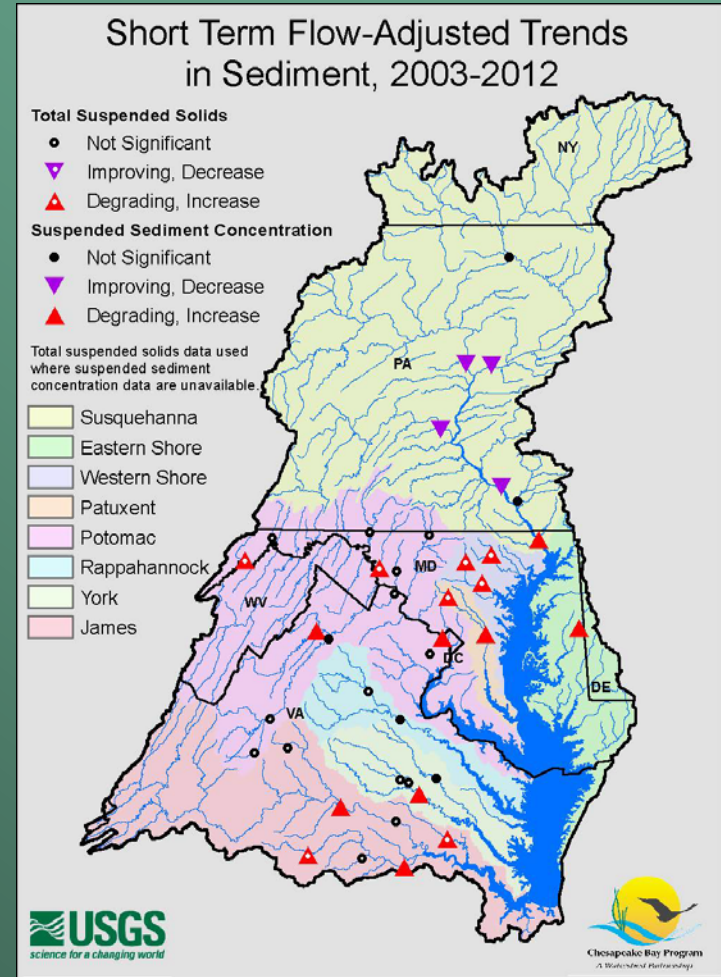 Short Term Flow-Adjusted Trends
in Sediment, 2003-2012
Total Suspended Solids
Not Significant
Improving, Decrease
Degrading, Increase
Suspended Sediment Concentration
Not Significant
Improving, Decrease
Degrading, Increase
Total suspended solids data used
where suspended sediment
concentration data are unavailable.
Susquehanna
Eastern Shore
Western Shore
Patuxent
Potomac
Rappahannock
York
James
NY
PA
MD
WV
DC
DE
VA
USGS
science for a changing world
Chesapeake Bay Program
A Watershed Partnership